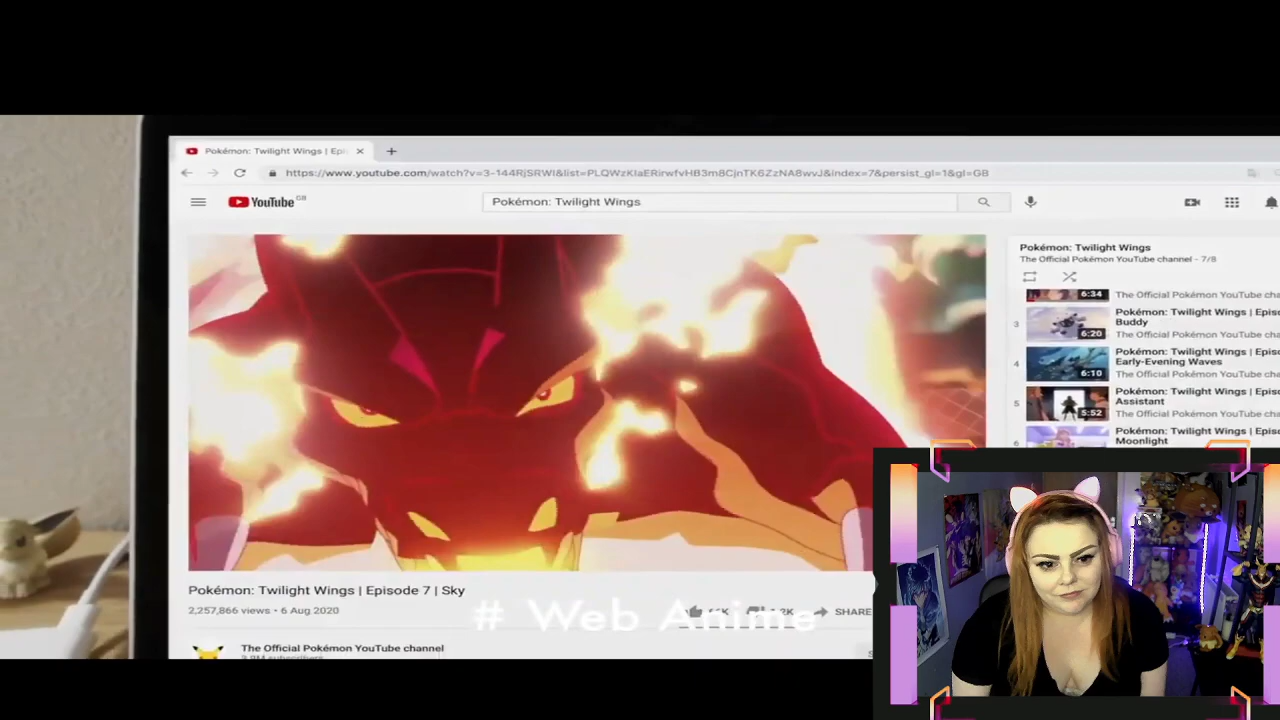 Pokémon: Twilight Wings | Epi
https://www.youtube.com/watch?v=3-144RjSRWI&list=PLQWzKIaERirwfvHB3m8CjnTK6ZzNA8wvJ&index=7&persist_gl=1&gl=GB
YouTube GB
Pokémon: Twilight Wings
Pokémon: Twilight Wings
The Official Pokémon YouTube channel - 7/8
6:34
The Official Pokémon YouTube cha
3
6:20
Pokémon: Twilight Wings | Epis
Buddy
The Official Pokémon YouTube cha
4
6:10
Pokémon: Twilight Wings | Epis
Early-Evening Waves
The Official Pokémon YouTube cha
5
5:52
Pokémon: Twilight Wings | Epis
Assistant
The Official Pokémon YouTube cha
6
Pokémon: Twilight Wings | Epis
Moonlight
Pokémon: Twilight Wings | Episode 7 | Sky
2,257,866 views • 6 Aug 2020
SHARE
# Web Anime
The Official Pokémon YouTube channel